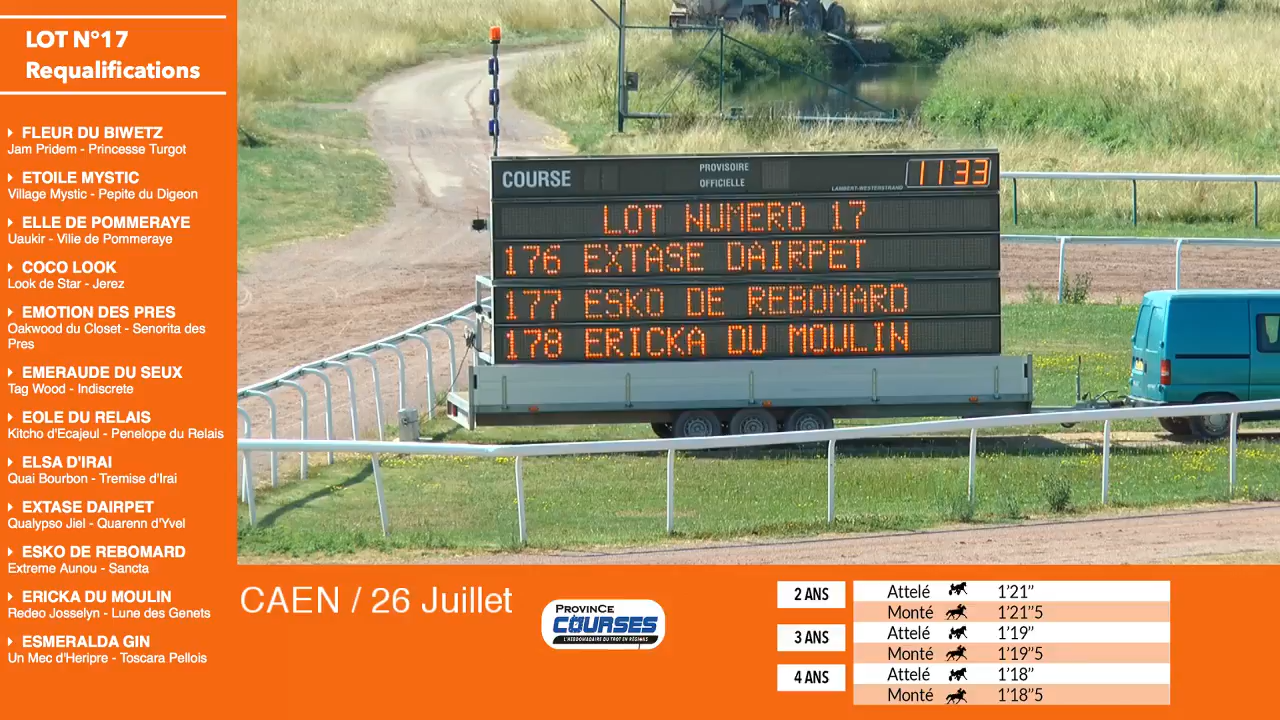 LOT N°17
Requalifications
FLEUR DU BIWETZ
Jam Pridem - Princesse Turgot
ETOILE MYSTIC
Village Mystic - Pepite du Digeon
ELLE DE POMMERAYE
Uaukir - Ville de Pommeraye
COCO LOOK
Look de Star - Jerez
EMOTION DES PRES
Oakwood du Closet - Senorita des
Pres
EMERAUDE DU SEUX
Tag Wood - Indiscrete
EOLE DU RELAIS
Kitcho d'Ecajeul - Penelope du Relais
ELSA D'IRAI
Quai Bourbon - Tremise d'Irai
EXTASE DAIRPET
Qualypso Jiel - Quarenn d'Yvel
ESKO DE REBOMARD
Extreme Aunou - Sancta
ERICKA DU MOULIN
Redeo Josselyn - Lune des Genets
ESMERALDA GIN
Un Mec d'Heripre - Toscara Pellois
COURSE
PROVISOIRE
OFFICIELLE
LAMBERT-WESTERSTRAND
1133
LOT NUMERO 17
176 EXTASE DAIRPET
177 ESKO DE REBOMARD
178 ERICKA DU MOULIN
CAEN / 26 Juillet
PROVINCE
COURSES
L'HEBDOMADAIRE DU TROT EN RÉGIONS
2 ANS
Attelé 1'21"
Monté 1'21"5
3 ANS
Attelé 1'19"
Monté 1'19"5
4 ANS
Attelé 1'18"
Monté 1'18"5